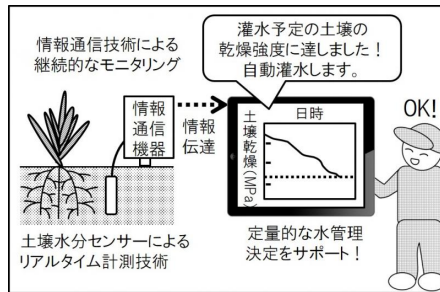 情報通信技術による
継続的なモニタリング
灌水予定の土壌の
乾燥強度に達しました！
自動灌水します。
情報
通信
機器
情報
伝達
日時
土壌乾燥(MPa)
OK!
土壌水分センサーによる
リアルタイム計測技術
定量的な水管理
決定をサポート！